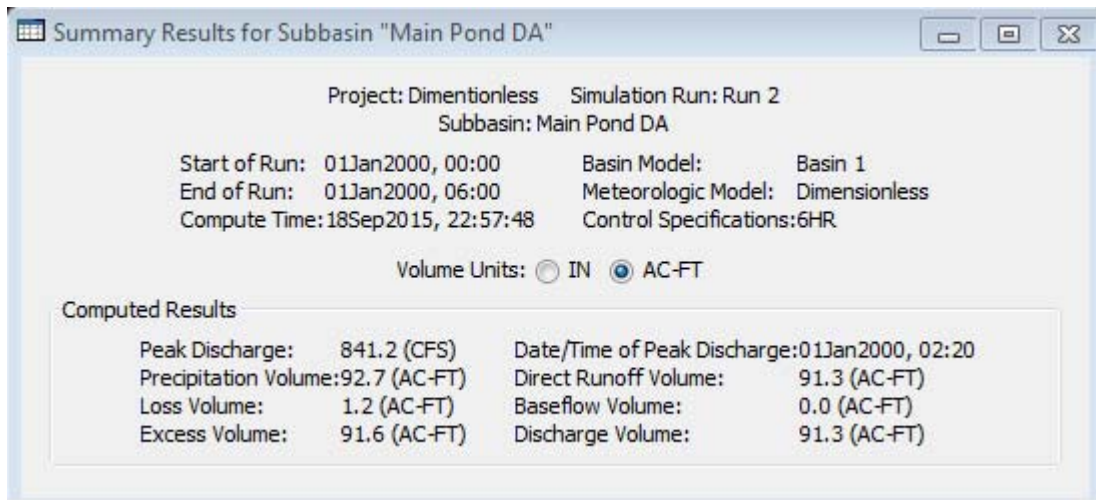 Summary Results for Subbasin "Main Pond DA"
Project: Dimentionless Simulation Run: Run 2
Subbasin: Main Pond DA
Start of Run: 01Jan2000, 00:00 Basin Model: Basin 1
End of Run: 01Jan2000, 06:00 Meteorologic Model: Dimensionless
Compute Time: 18Sep2015, 22:57:48 Control Specifications: 6HR
Volume Units: IN AC-FT
Computed Results
Peak Discharge: 841.2 (CFS) Date/Time of Peak Discharge: 01Jan2000, 02:20
Precipitation Volume: 92.7 (AC-FT) Direct Runoff Volume: 91.3 (AC-FT)
Loss Volume: 1.2 (AC-FT) Baseflow Volume: 0.0 (AC-FT)
Excess Volume: 91.6 (AC-FT) Discharge Volume: 91.3 (AC-FT)